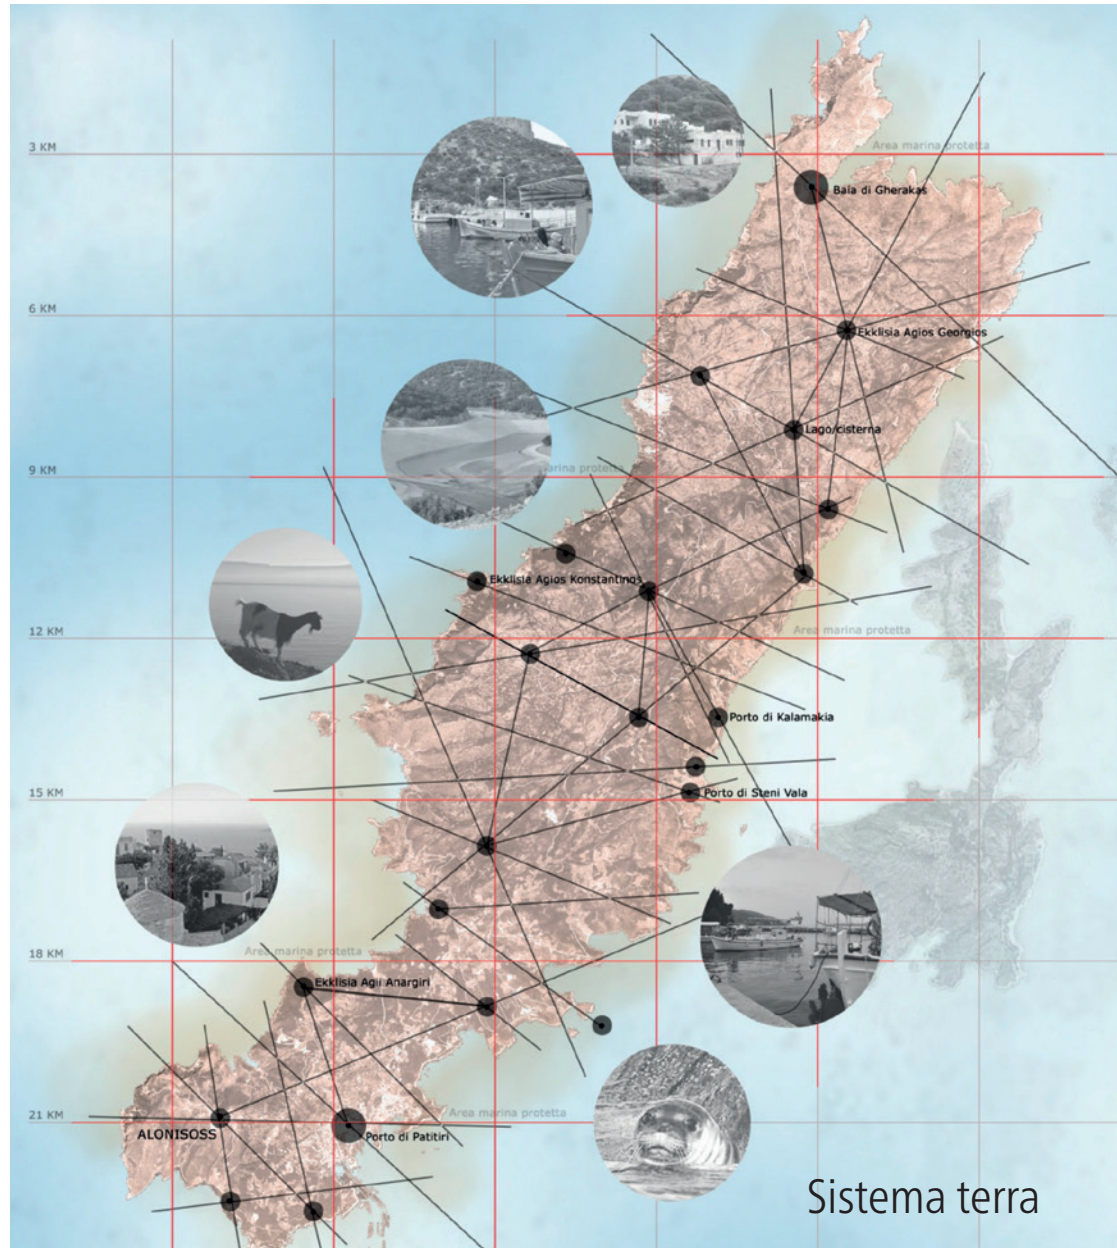 3 KM
Area marina protetta
Baia di Gherakas
6 KM
Ekklisia Agios Georgios
Lago/cisterna
9 KM
marina protetta
Ekklisia Agios Konstantinos
12 KM
Area marina protetta
Porto di Kalamakia
15 KM
Porto di Steni Vala
18 KM
Area marina protetta
Ekklisia Agii Anargiri
21 KM
Area marina protetta
ALONISOSS
Porto di Patitiri
Sistema terra